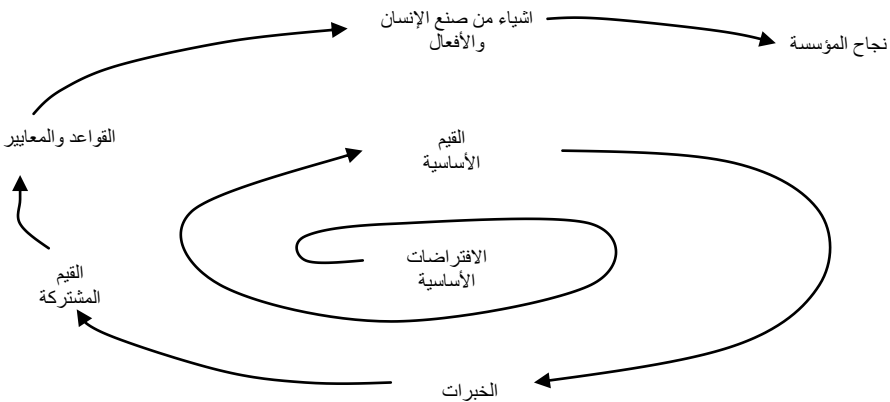 اشياء من صنع الإنسان
والأفعال
نجاح المؤسسة
القواعد والمعايير
القيم
الأساسية
الافتراضات
الأساسية
القيم
المشتركة
الخبرات